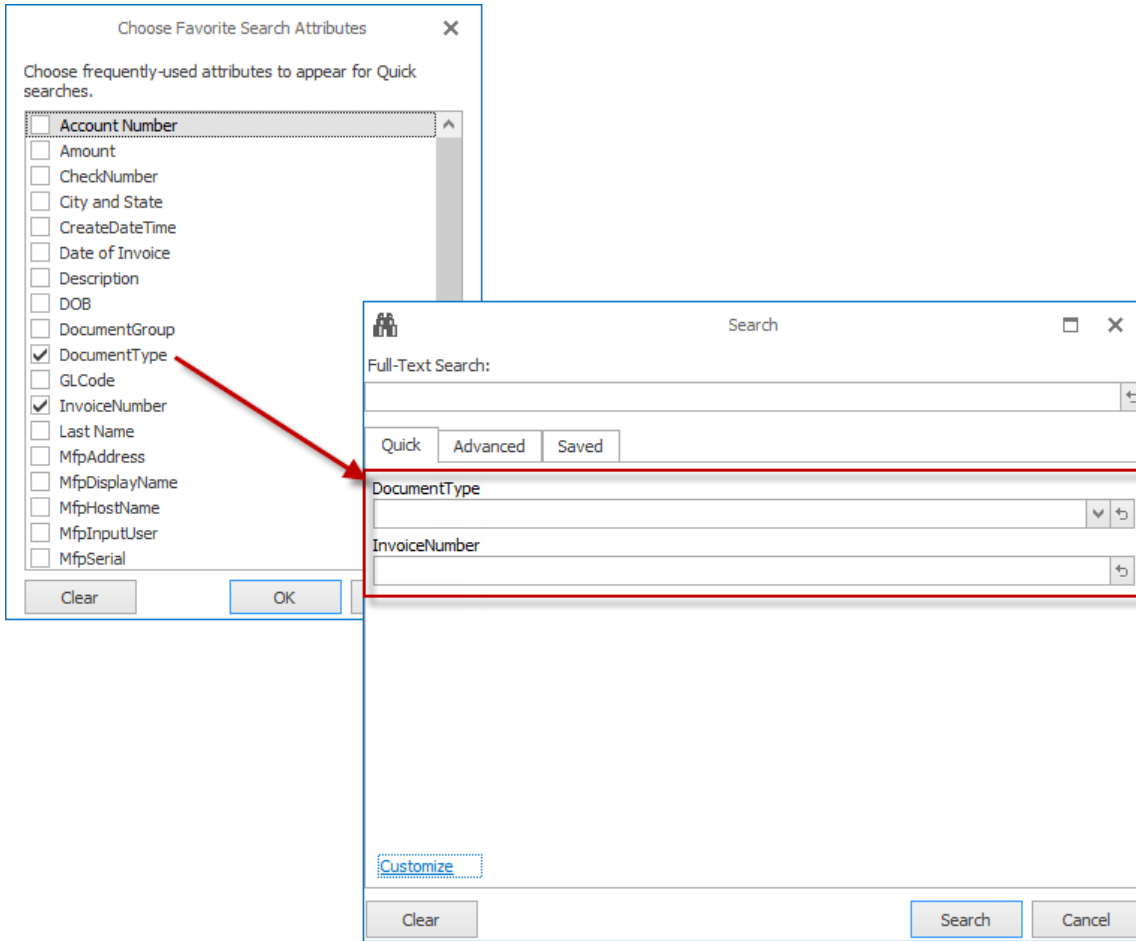 Choose Favorite Search Attributes
Choose frequently-used attributes to appear for Quick
searches.
Account Number
Amount
CheckNumber
City and State
CreateDateTime
Date of Invoice
Description
DOB
DocumentGroup
DocumentType
GLCode
InvoiceNumber
Last Name
MfpAddress
MfpDisplayName
MfpHostName
MfpInputUser
MfpSerial
Clear
OK
Search
Full-Text Search:
Quick
Advanced
Saved
DocumentType
InvoiceNumber
Customize
Clear
Search
Cancel